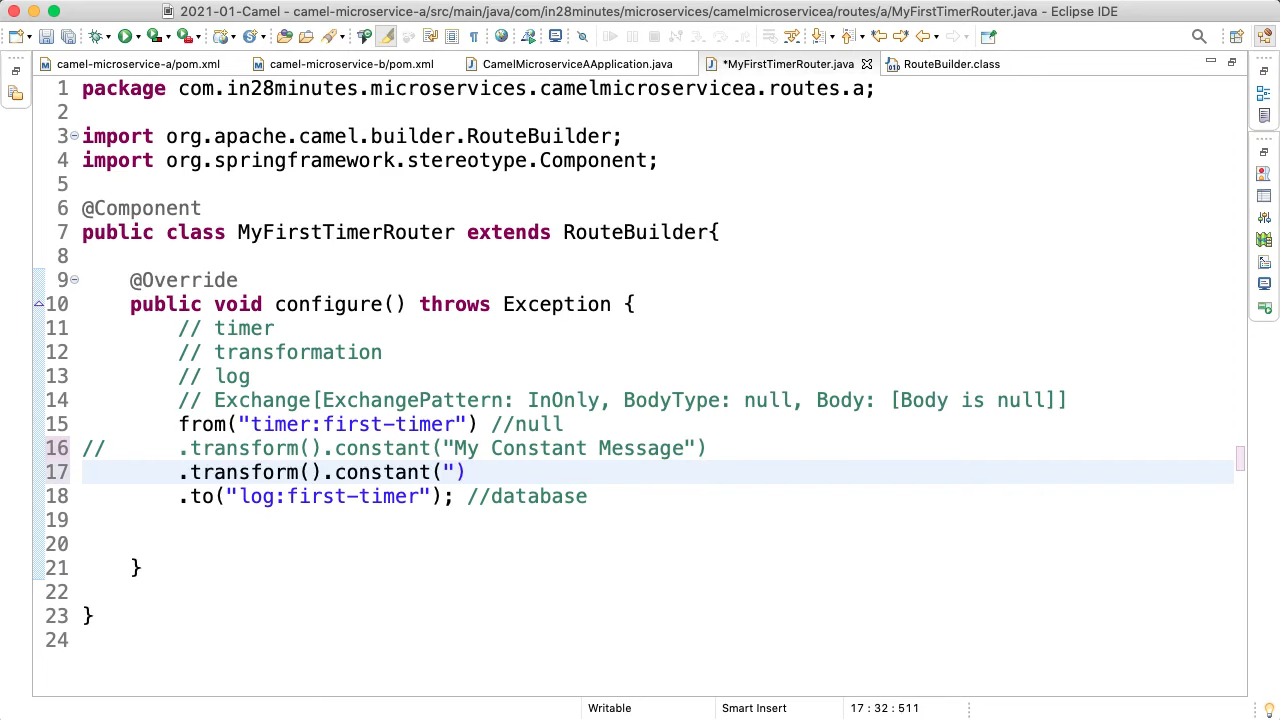 2021-01-Camel - camel-microservice-a/src/main/java/com/in28minutes/microservices/camelmicroservicea/routes/a/MyFirstTimerRouter.java - Eclipse IDE
camel-microservice-a/pom.xml camel-microservice-b/pom.xml CamelMicroserviceAApplication.java *MyFirstTimerRouter.java RouteBuilder.class
1 package com.in28minutes.microservices.camelmicroservicea.routes.a;
2
3 import org.apache.camel.builder.RouteBuilder;
4 import org.springframework.stereotype.Component;
5
6 @Component
7 public class MyFirstTimerRouter extends RouteBuilder{
8
9 @Override
10 public void configure() throws Exception {
11 // timer
12 // transformation
13 // log
14 // Exchange[ExchangePattern: InOnly, BodyType: null, Body: [Body is null]]
15 from("timer:first-timer") //null
16 // .transform().constant("My Constant Message")
17 .transform().constant(")
18 .to("log:first-timer"); //database
19
20
21 }
22
23 }
24
Writable Smart Insert 17 : 32 : 511